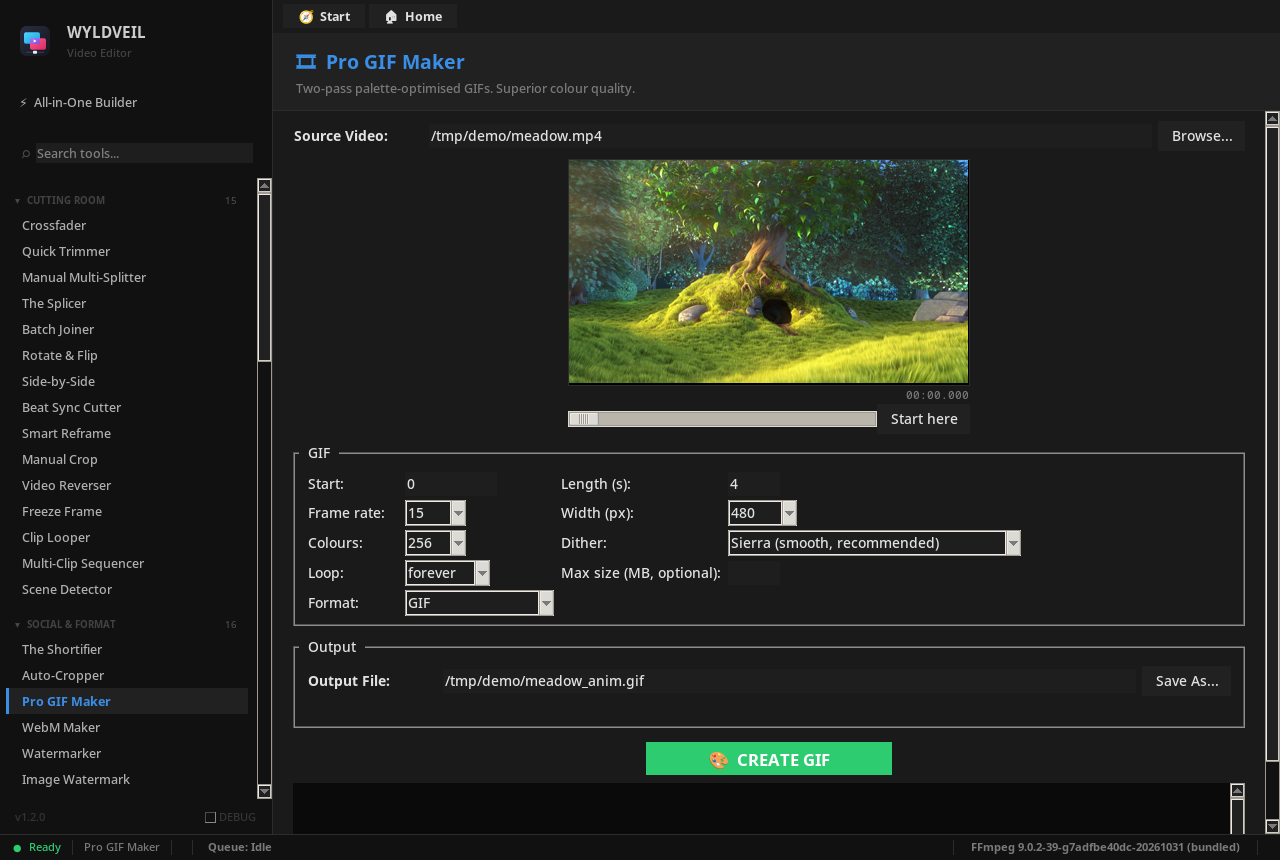 WYLDVEIL
Video Editor
⚡ All-in-One Builder
Search tools...
▾ CUTTING ROOM 15
Crossfader
Quick Trimmer
Manual Multi-Splitter
The Splicer
Batch Joiner
Rotate & Flip
Side-by-Side
Beat Sync Cutter
Smart Reframe
Manual Crop
Video Reverser
Freeze Frame
Clip Looper
Multi-Clip Sequencer
Scene Detector
▾ SOCIAL & FORMAT 16
The Shortifier
Auto-Cropper
Pro GIF Maker
WebM Maker
Watermarker
Image Watermark
v1.2.0 DEBUG
🧭 Start 🏠 Home
Pro GIF Maker
Two-pass palette-optimised GIFs. Superior colour quality.
Source Video: /tmp/demo/meadow.mp4 Browse...
00:00.000
Start here
GIF
Start: 0 Length (s): 4
Frame rate: 15 Width (px): 480
Colours: 256 Dither: Sierra (smooth, recommended)
Loop: forever Max size (MB, optional):
Format: GIF
Output
Output File: /tmp/demo/meadow_anim.gif Save As...
🎨 CREATE GIF
● Ready Pro GIF Maker Queue: Idle FFmpeg 9.0.2-39-g7adfbe40dc-20261031 (bundled)